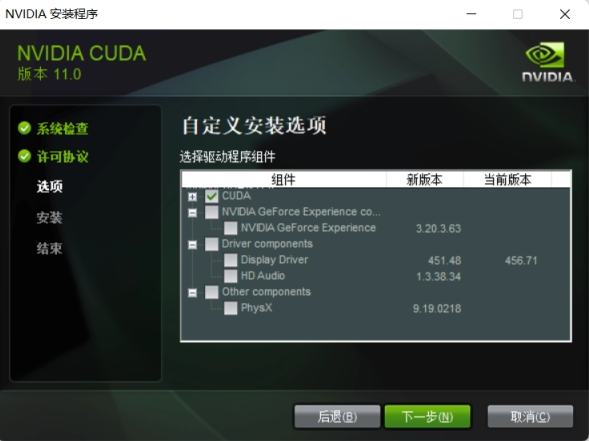 NVIDIA 安装程序
NVIDIA CUDA
版本 11.0
NVIDIA.
系统检查
许可协议
选项
安装
结束
自定义安装选项
选择驱动程序组件
组件 新版本 当前版本
CUDA
NVIDIA GeForce Experience co...
NVIDIA GeForce Experience 3.20.3.63
Driver components
Display Driver 451.48 456.71
HD Audio 1.3.38.34
Other components
PhysX 9.19.0218
后退(B) 下一步(N) 取消(C)